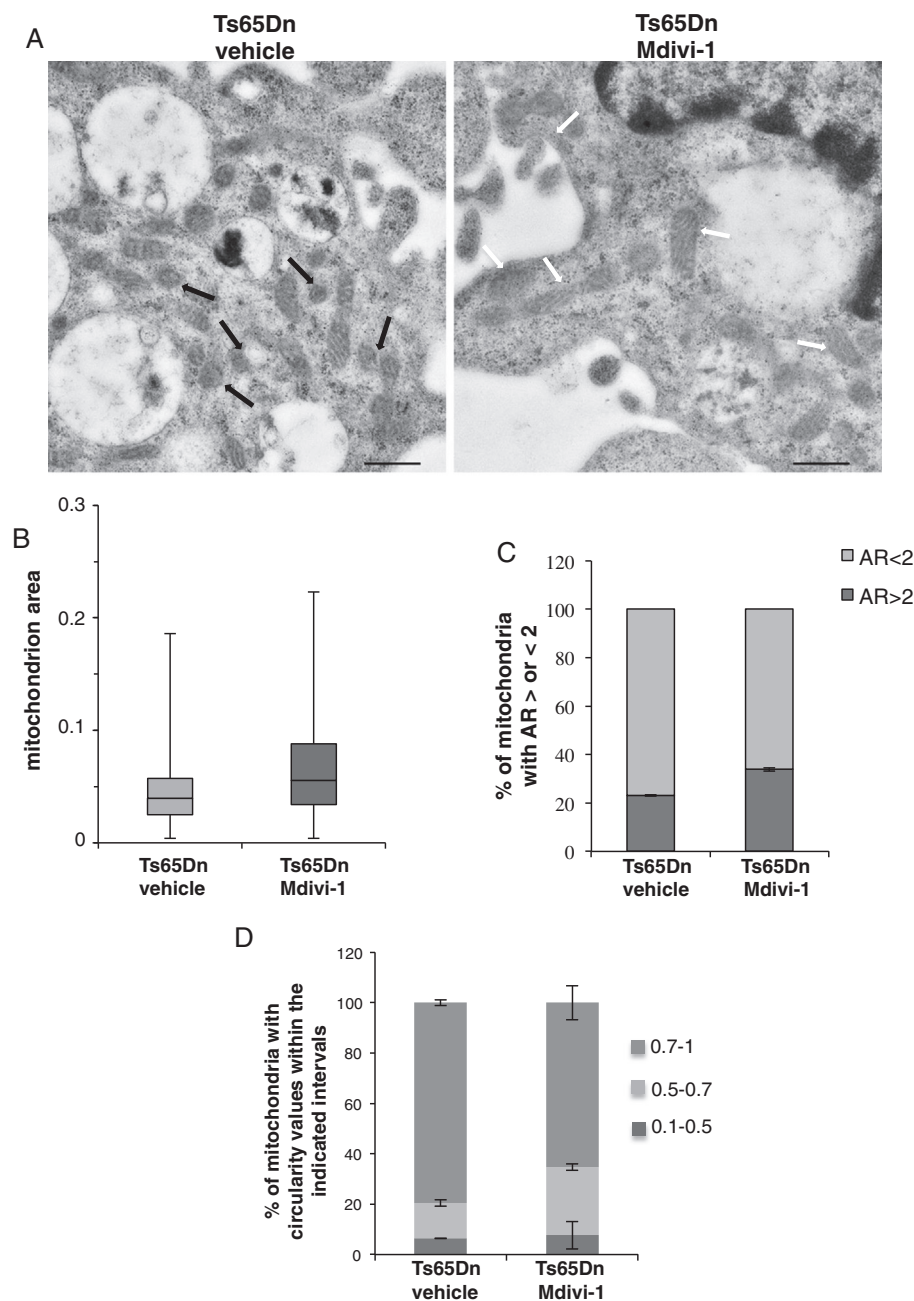 A
Ts65Dn
vehicle
Ts65Dn
Mdivi-1
B
mitochondrion area
0.3
0.2
0.1
0
Ts65Dn
vehicle
Ts65Dn
Mdivi-1
C
% of mitochondria
with AR > or < 2
120
100
80
60
40
20
0
Ts65Dn
vehicle
Ts65Dn
Mdivi-1
AR<2
AR>2
D
% of mitochondria with
circularity values within the
indicated intervals
120
100
80
60
40
20
0
Ts65Dn
vehicle
Ts65Dn
Mdivi-1
0.7-1
0.5-0.7
0.1-0.5